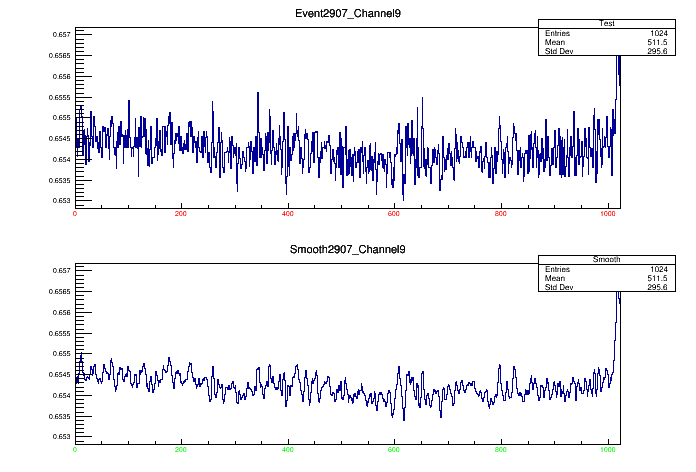 Event2907_Channel9
Test
Entries 1024
Mean 511.5
Std Dev 295.6
0.657
0.6565
0.656
0.6555
0.655
0.6545
0.654
0.6535
0.653
0 200 400 600 800 1000
Smooth2907_Channel9
Smooth
Entries 1024
Mean 511.5
Std Dev 295.6
0.657
0.6565
0.656
0.6555
0.655
0.6545
0.654
0.6535
0.653
0 200 400 600 800 1000